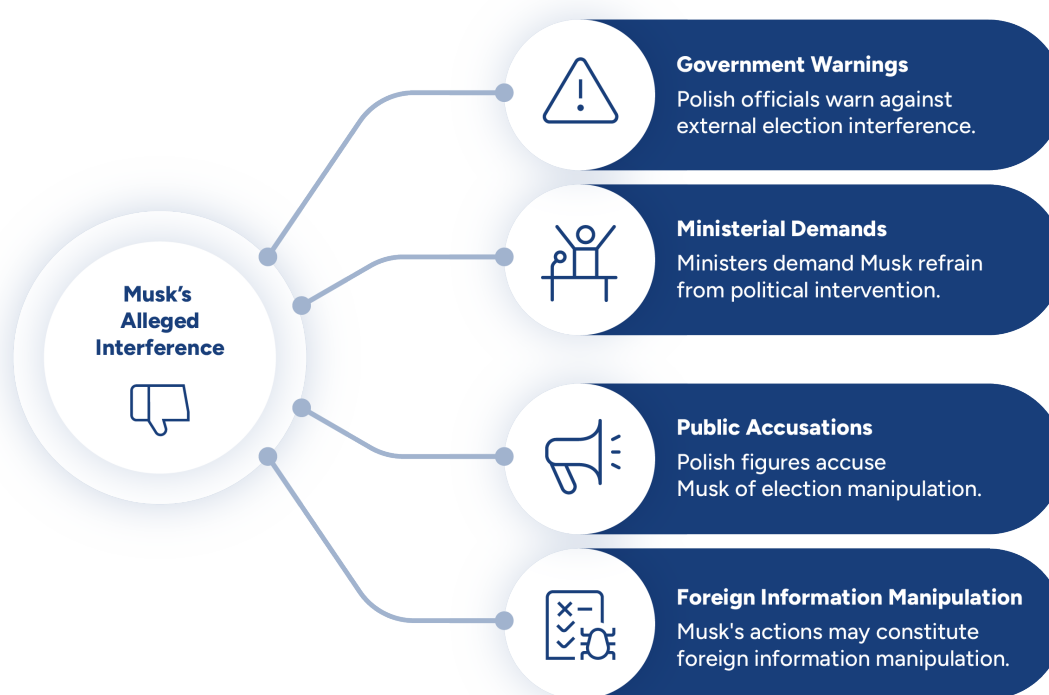 Musk’s
Alleged
Interference
Government Warnings
Polish officials warn against
external election interference.
Ministerial Demands
Ministers demand Musk refrain
from political intervention.
Public Accusations
Polish figures accuse
Musk of election manipulation.
Foreign Information Manipulation
Musk's actions may constitute
foreign information manipulation.